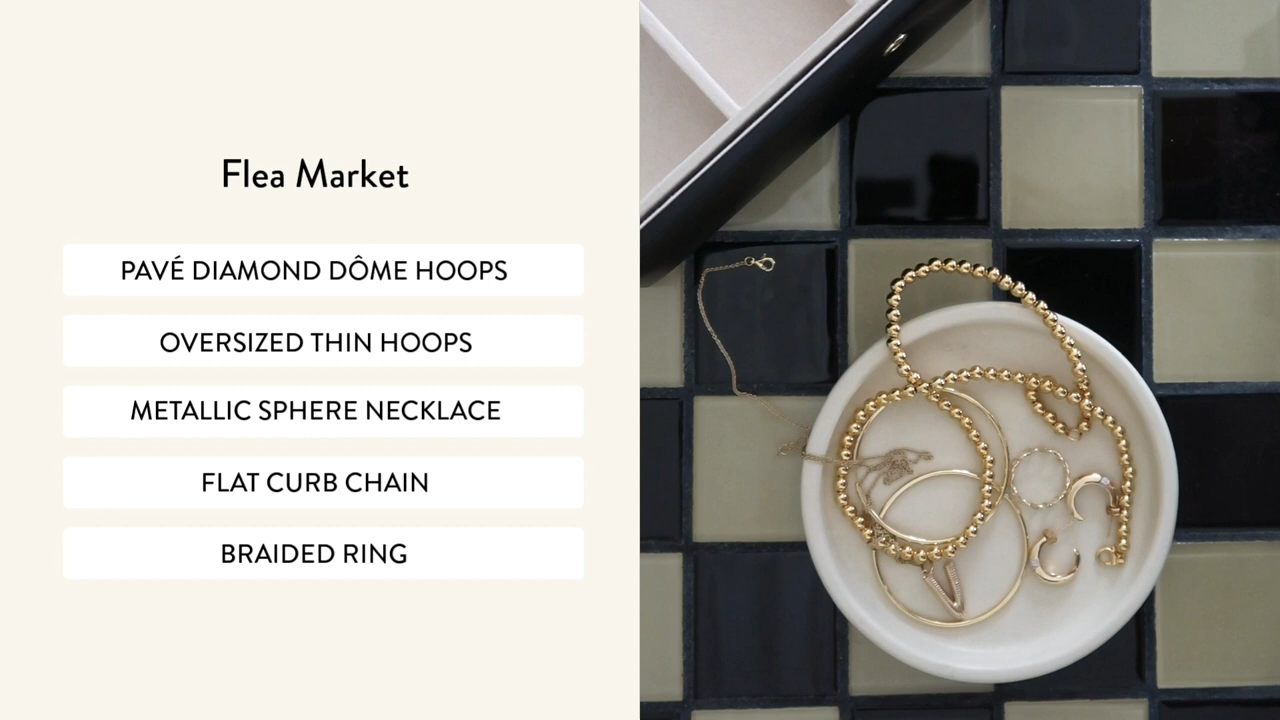 Flea Market
PAVÉ DIAMOND DÔME HOOPS
OVERSIZED THIN HOOPS
METALLIC SPHERE NECKLACE
FLAT CURB CHAIN
BRAIDED RING